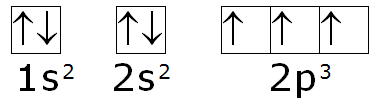 ↑↓ ↑↓ ↑ ↑ ↑
1s² 2s² 2p³